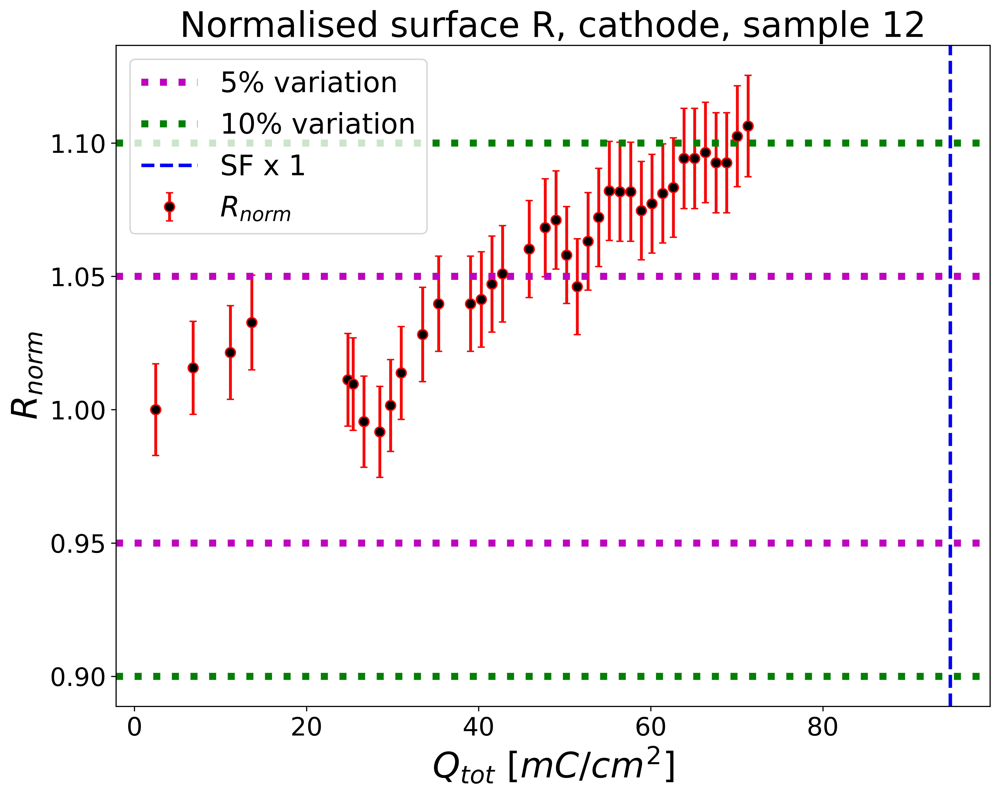 Normalised surface R, cathode, sample 12
5% variation
10% variation
SF x 1
R_norm
1.10
1.05
1.00
0.95
0.90
R_norm
0 20 40 60 80
Q_tot [mC/cm²]